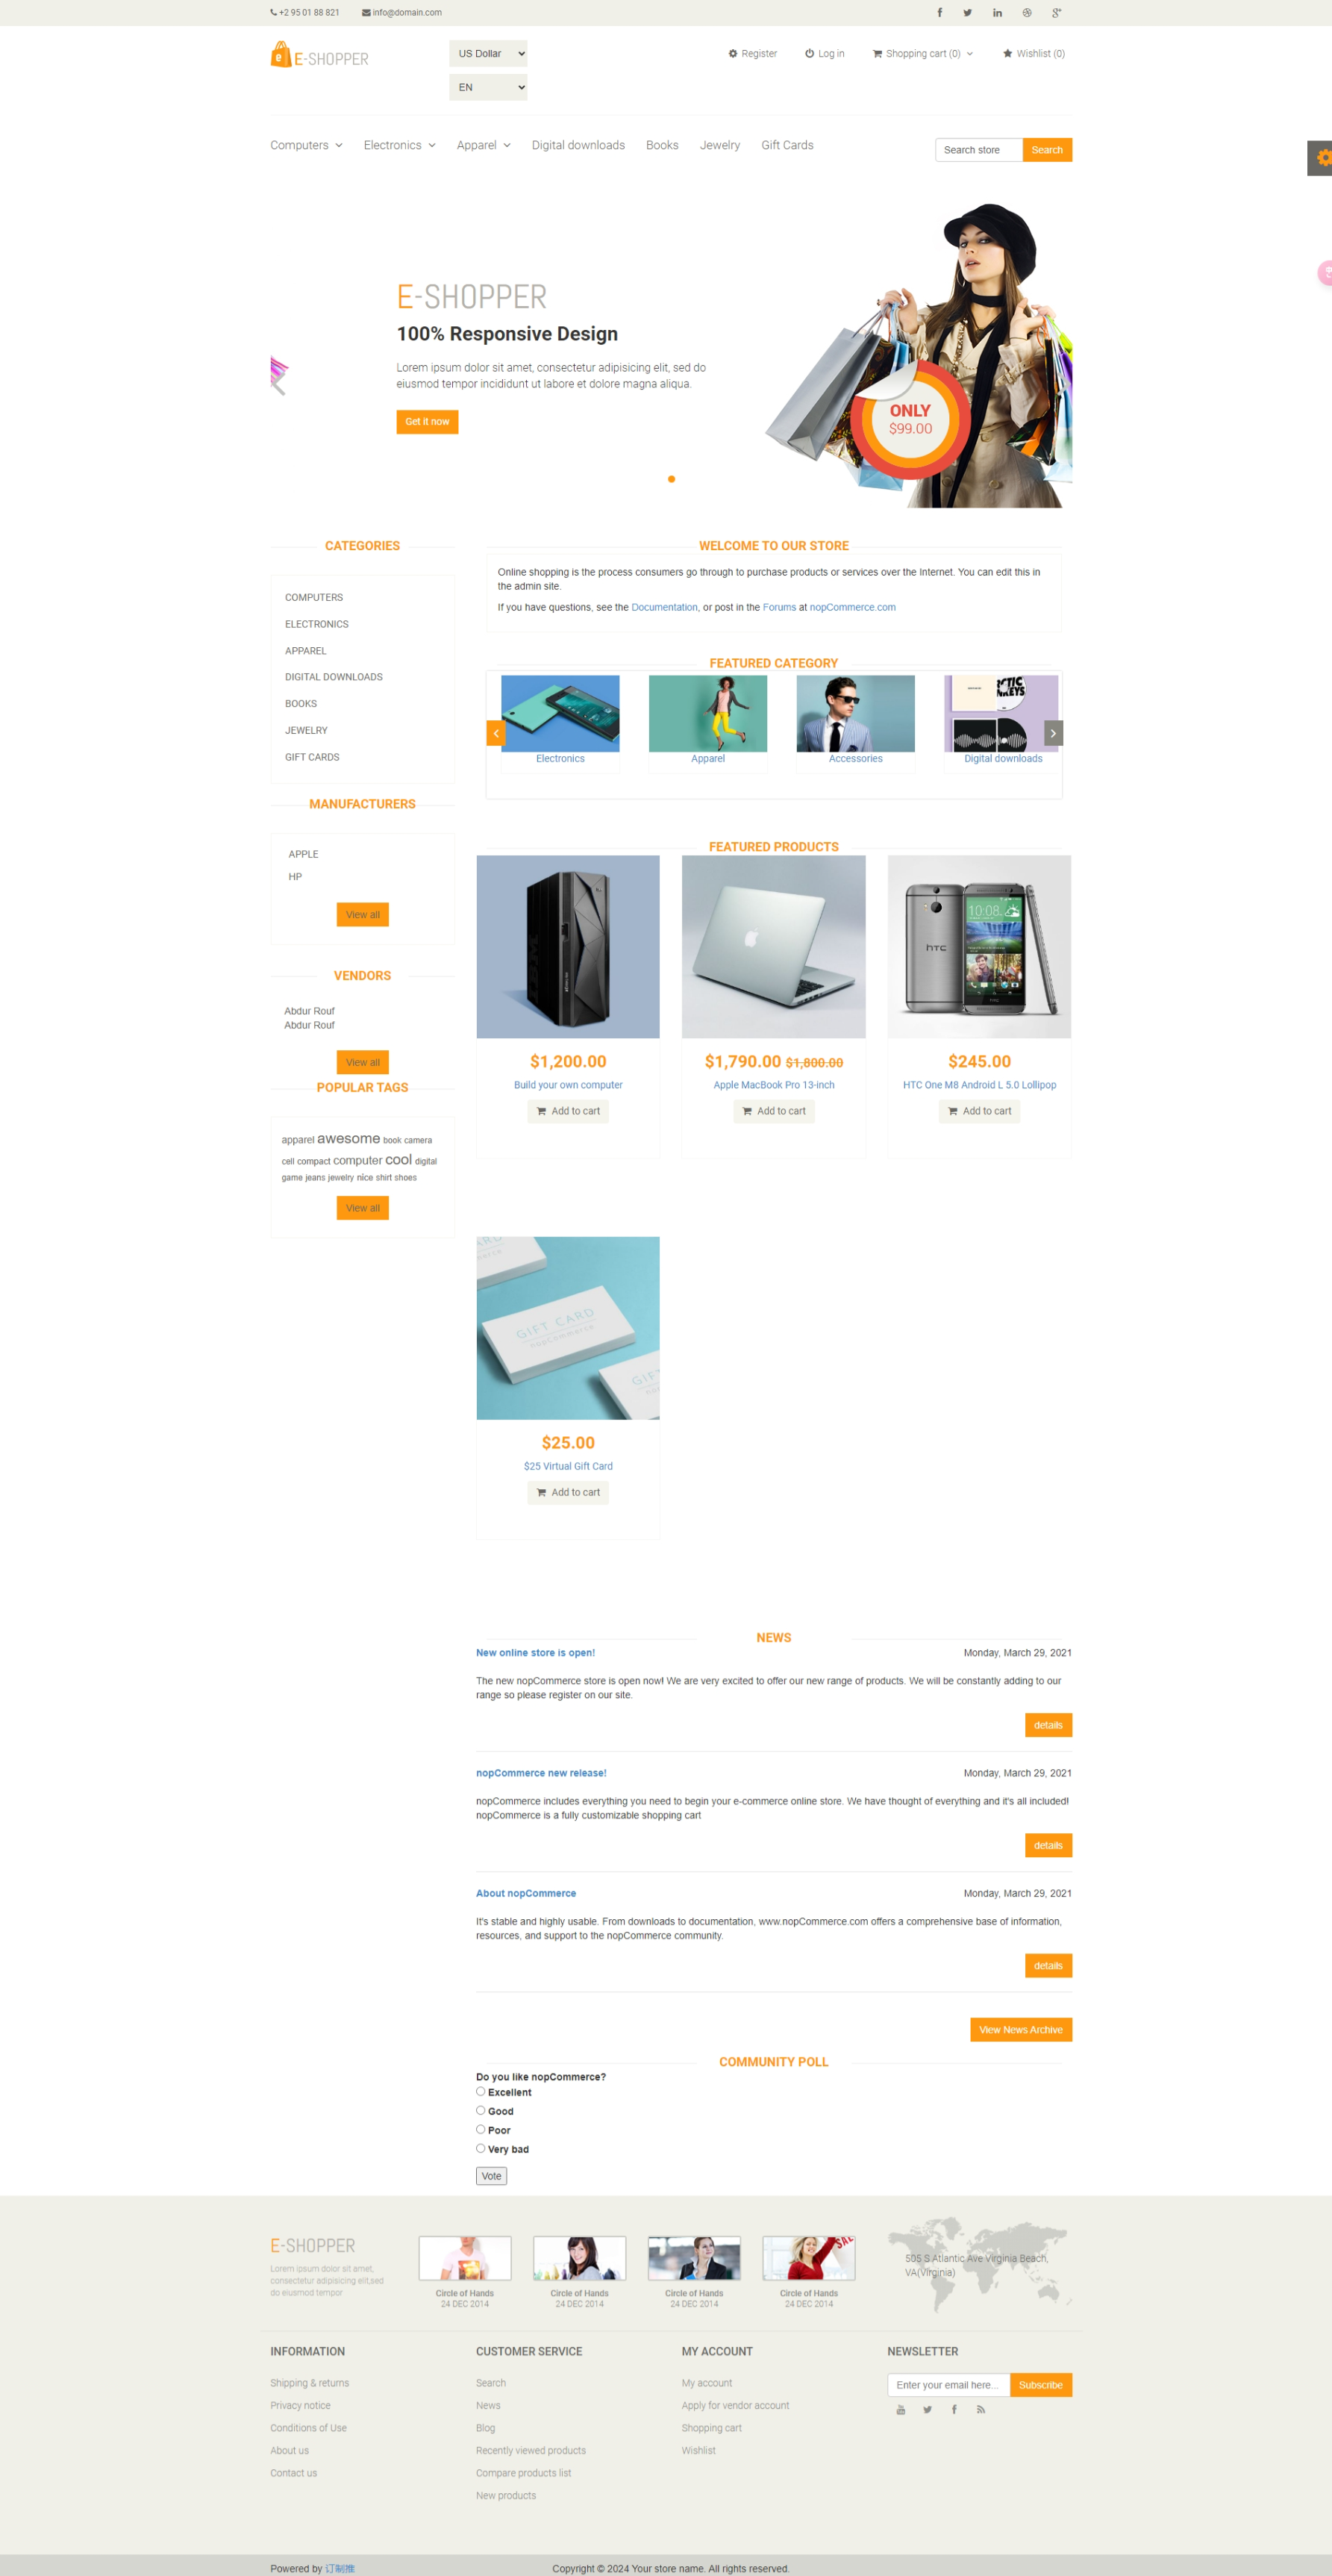 +2 95 01 88 821 info@domain.com
E-SHOPPER
US Dollar
EN
Register Log in Shopping cart (0) Wishlist (0)
Computers Electronics Apparel Digital downloads Books Jewelry Gift Cards
Search store Search
E-SHOPPER
100% Responsive Design
Lorem ipsum dolor sit amet, consectetur adipisicing elit, sed do
eiusmod tempor incididunt ut labore et dolore magna aliqua.
Get it now
ONLY
$99.00
CATEGORIES
COMPUTERS
ELECTRONICS
APPAREL
DIGITAL DOWNLOADS
BOOKS
JEWELRY
GIFT CARDS
MANUFACTURERS
APPLE
HP
View all
VENDORS
Abdur Rouf
Abdur Rouf
View all
POPULAR TAGS
apparel awesome book camera
cell compact computer cool digital
game jeans jewelry nice shirt shoes
View all
WELCOME TO OUR STORE
Online shopping is the process consumers go through to purchase products or services over the Internet. You can edit this in
the admin site.
If you have questions, see the Documentation, or post in the Forums at nopCommerce.com
FEATURED CATEGORY
Electronics
Apparel
Accessories
Digital downloads
FEATURED PRODUCTS
hTC
10:08
$1,200.00
Build your own computer
Add to cart
$1,790.00 $1,800.00
Apple MacBook Pro 13-inch
Add to cart
$245.00
HTC One M8 Android L 5.0 Lollipop
Add to cart
GIFT CARD
nopCommerce
$25.00
$25 Virtual Gift Card
Add to cart
NEWS
New online store is open! Monday, March 29, 2021
The new nopCommerce store is open now! We are very excited to offer our new range of products. We will be constantly adding to our
range so please register on our site.
details
nopCommerce new release! Monday, March 29, 2021
nopCommerce includes everything you need to begin your e-commerce online store. We have thought of everything and it's all included!
nopCommerce is a fully customizable shopping cart
details
About nopCommerce Monday, March 29, 2021
It's stable and highly usable. From downloads to documentation, www.nopCommerce.com offers a comprehensive base of information,
resources, and support to the nopCommerce community.
details
View News Archive
COMMUNITY POLL
Do you like nopCommerce?
Excellent
Good
Poor
Very bad
Vote
E-SHOPPER
Lorem ipsum dolor sit amet,
consectetur adipisicing elit,sed
do eiusmod tempor
Circle of Hands
24 DEC 2014
Circle of Hands
24 DEC 2014
Circle of Hands
24 DEC 2014
SALE
Circle of Hands
24 DEC 2014
505 S Atlantic Ave Virginia Beach,
VA(Virginia)
INFORMATION
Shipping & returns
Privacy notice
Conditions of Use
About us
Contact us
CUSTOMER SERVICE
Search
News
Blog
Recently viewed products
Compare products list
New products
MY ACCOUNT
My account
Apply for vendor account
Shopping cart
Wishlist
NEWSLETTER
Enter your email here... Subscribe
Powered by 订制推
Copyright © 2024 Your store name. All rights reserved.